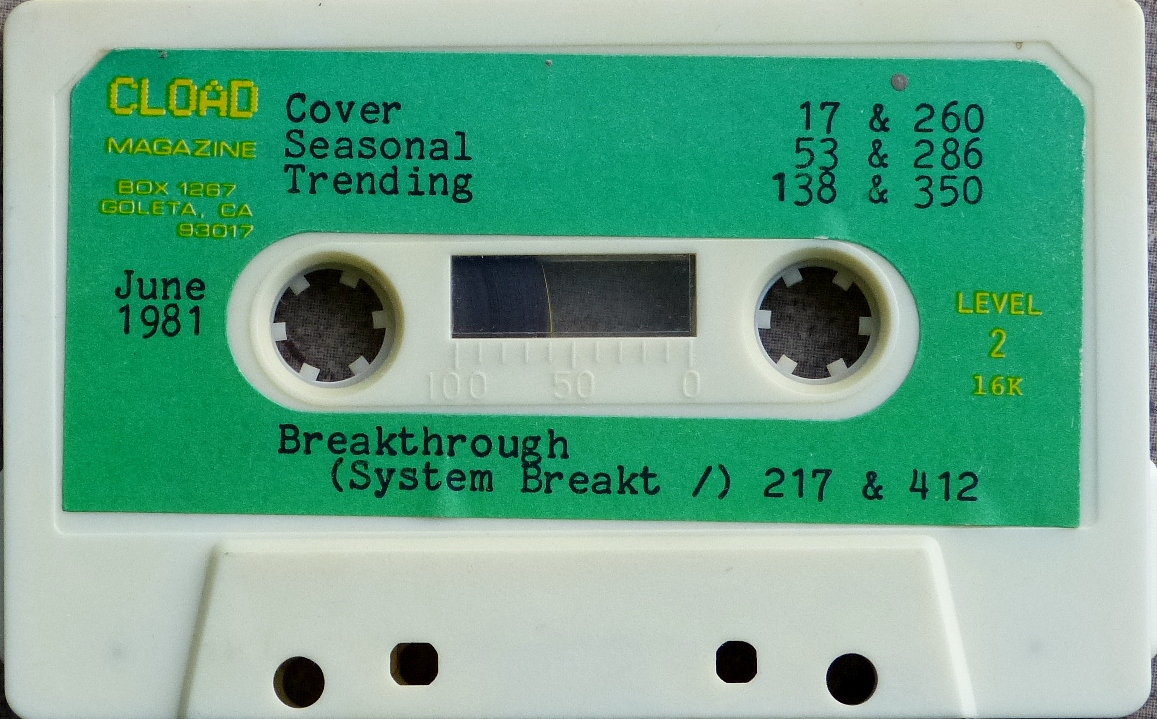 CLOAD
MAGAZINE
BOX 1267
GOLETA, CA
93017
Cover 17 & 260
Seasonal 53 & 286
Trending 138 & 350
June
1981
LEVEL
2
16K
100 50 0
Breakthrough
(System Breakt /) 217 & 412